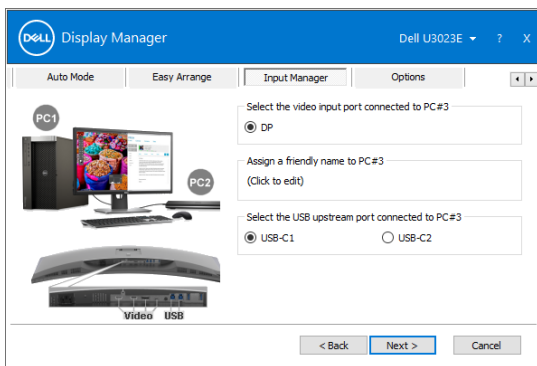 DELL Display Manager Dell U3023E ? X
Auto Mode Easy Arrange Input Manager Options
Select the video input port connected to PC#3
DP
PC1
Assign a friendly name to PC#3
(Click to edit)
PC2
Select the USB upstream port connected to PC#3
USB-C1 USB-C2
Video USB
< Back Next > Cancel